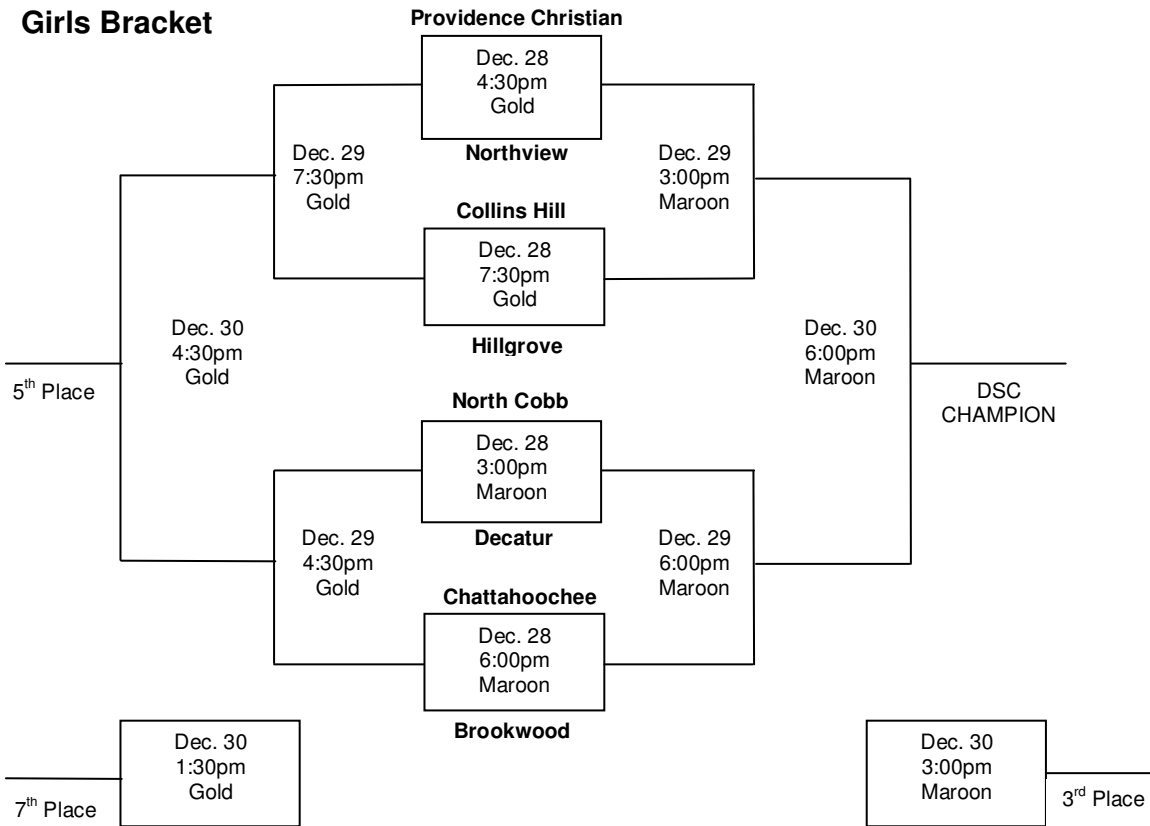 Girls Bracket
Providence Christian
Dec. 28
4:30pm
Gold
Northview
Dec. 29
7:30pm
Gold
Dec. 29
3:00pm
Maroon
Collins Hill
Dec. 28
7:30pm
Gold
Hillgrove
Dec. 30
4:30pm
Gold
5th Place
Dec. 30
6:00pm
Maroon
DSC
CHAMPION
North Cobb
Dec. 28
3:00pm
Maroon
Decatur
Dec. 29
4:30pm
Gold
Dec. 29
6:00pm
Maroon
Chattahoochee
Dec. 28
6:00pm
Maroon
Brookwood
Dec. 30
1:30pm
Gold
7th Place
Dec. 30
3:00pm
Maroon
3rd Place